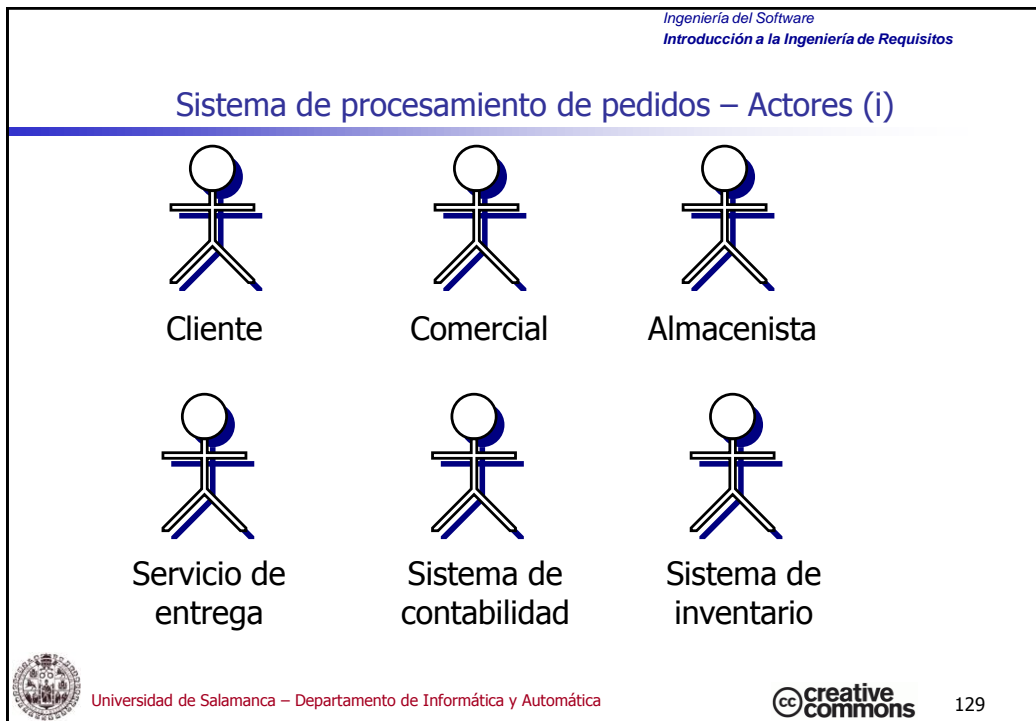 Ingeniería del Software
Introducción a la Ingeniería de Requisitos
Sistema de procesamiento de pedidos – Actores (i)
Cliente
Comercial
Almacenista
Servicio de
entrega
Sistema de
contabilidad
Sistema de
inventario
Universidad de Salamanca – Departamento de Informática y Automática
cc creative
commons
129